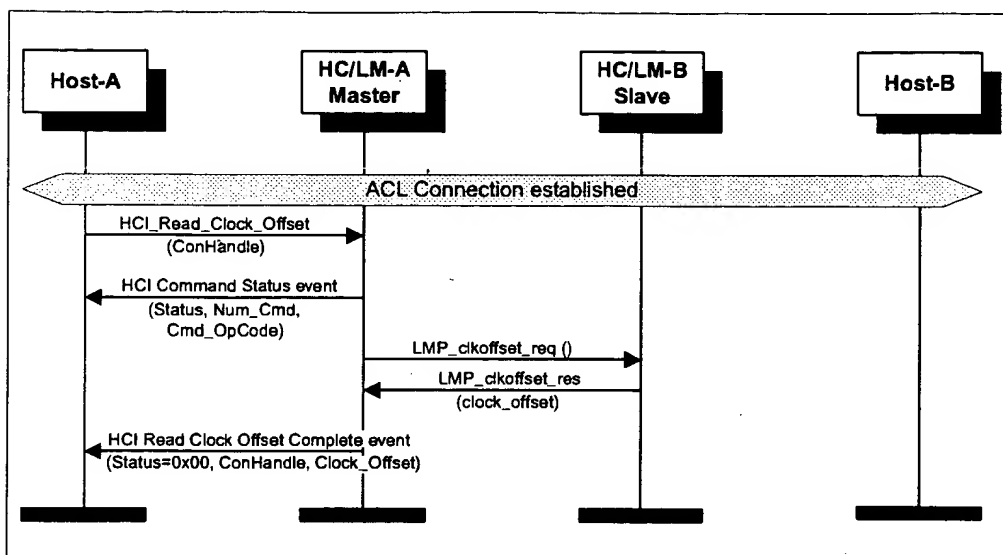 Host-A
HC/LM-A
Master
HC/LM-B
Slave
Host-B
ACL Connection established
HCI_Read_Clock_Offset
(ConHandle)
HCI Command Status event
(Status, Num_Cmd,
Cmd_OpCode)
LMP_clkoffset_req ()
LMP_clkoffset_res
(clock_offset)
HCI Read Clock Offset Complete event
(Status=0x00, ConHandle, Clock_Offset)